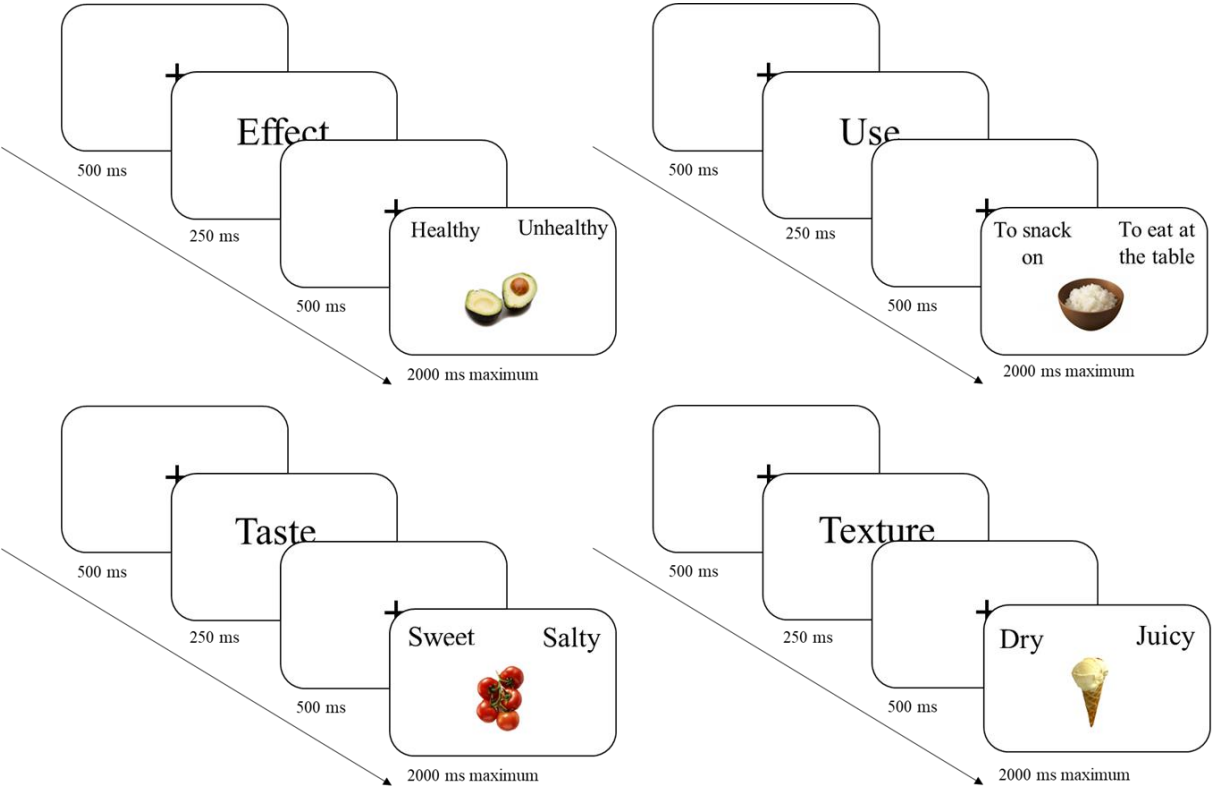 Effect
500 ms
250 ms
Healthy Unhealthy
500 ms
2000 ms maximum
Use
500 ms
250 ms
To snack
on
To eat at
the table
500 ms
2000 ms maximum
Taste
500 ms
250 ms
Sweet Salty
500 ms
2000 ms maximum
Texture
500 ms
250 ms
Dry Juicy
500 ms
2000 ms maximum